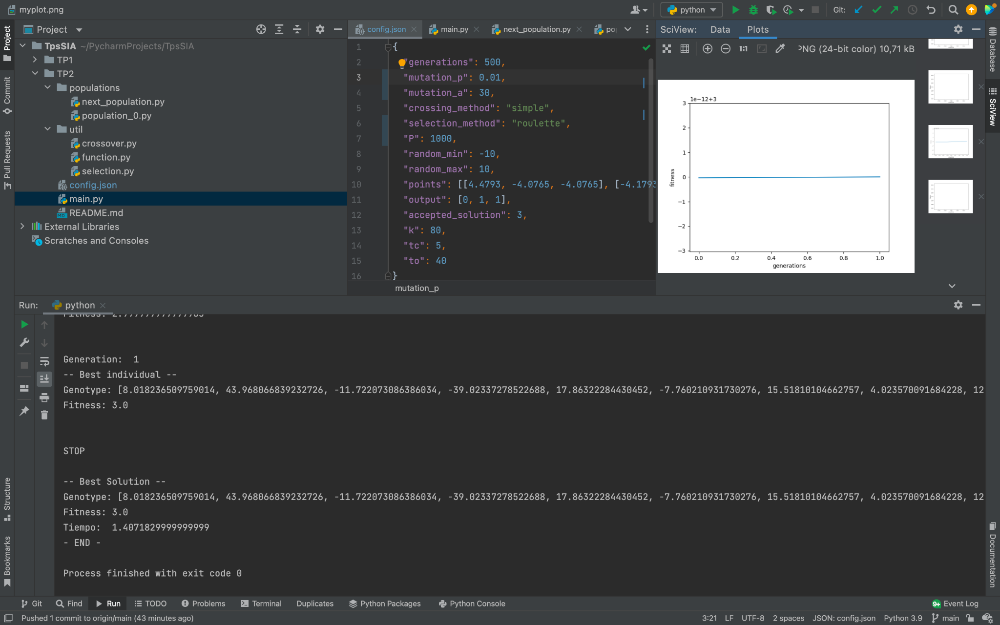 myplot.png
python
Git:
Project
TpsSIA ~/PycharmProjects/TpsSIA
TP1
TP2
populations
next_population.py
population_0.py
util
crossover.py
function.py
selection.py
config.json
main.py
README.md
External Libraries
Scratches and Consoles
Project
Commit
Pull Requests
Structure
Bookmarks
config.json
main.py
next_population.py
po
1 {
2 "generations": 500,
3 "mutation_p": 0.01,
4 "mutation_a": 30,
5 "crossing_method": "simple",
6 "selection_method": "roulette",
7 "P": 1000,
8 "random_min": -10,
9 "random_max": 10,
10 "points": [[4.4793, -4.0765, -4.0765], [-4.1793
11 "output": [0, 1, 1],
12 "accepted_solution": 3,
13 "k": 80,
14 "tc": 5,
15 "to": 40
16 }
mutation_p
SciView: Data Plots
1:1
PNG (24-bit color) 10,71 kB
1e-12+3
3
2
1
0
−1
−2
−3
fitness
0.0 0.2 0.4 0.6 0.8 1.0
generations
Database
SciView
Documentation
Run: python
Generation:  1
-- Best individual --
Genotype: [8.018236509759014, 43.968066839232726, -11.722073086386034, -39.02337278522688, 17.86322284430452, -7.760210931730276, 15.51810104662757, 4.023570091684228, 12
Fitness: 3.0
STOP
-- Best Solution --
Genotype: [8.018236509759014, 43.968066839232726, -11.722073086386034, -39.02337278522688, 17.86322284430452, -7.760210931730276, 15.51810104662757, 4.023570091684228, 12
Fitness: 3.0
Tiempo:  1.4071829999999999
- END -
Process finished with exit code 0
Git Find Run TODO Problems Terminal Duplicates Python Packages Python Console 9+ Event Log
Pushed 1 commit to origin/main (43 minutes ago) 3:21 LF UTF-8 2 spaces JSON: config.json Python 3.9 main